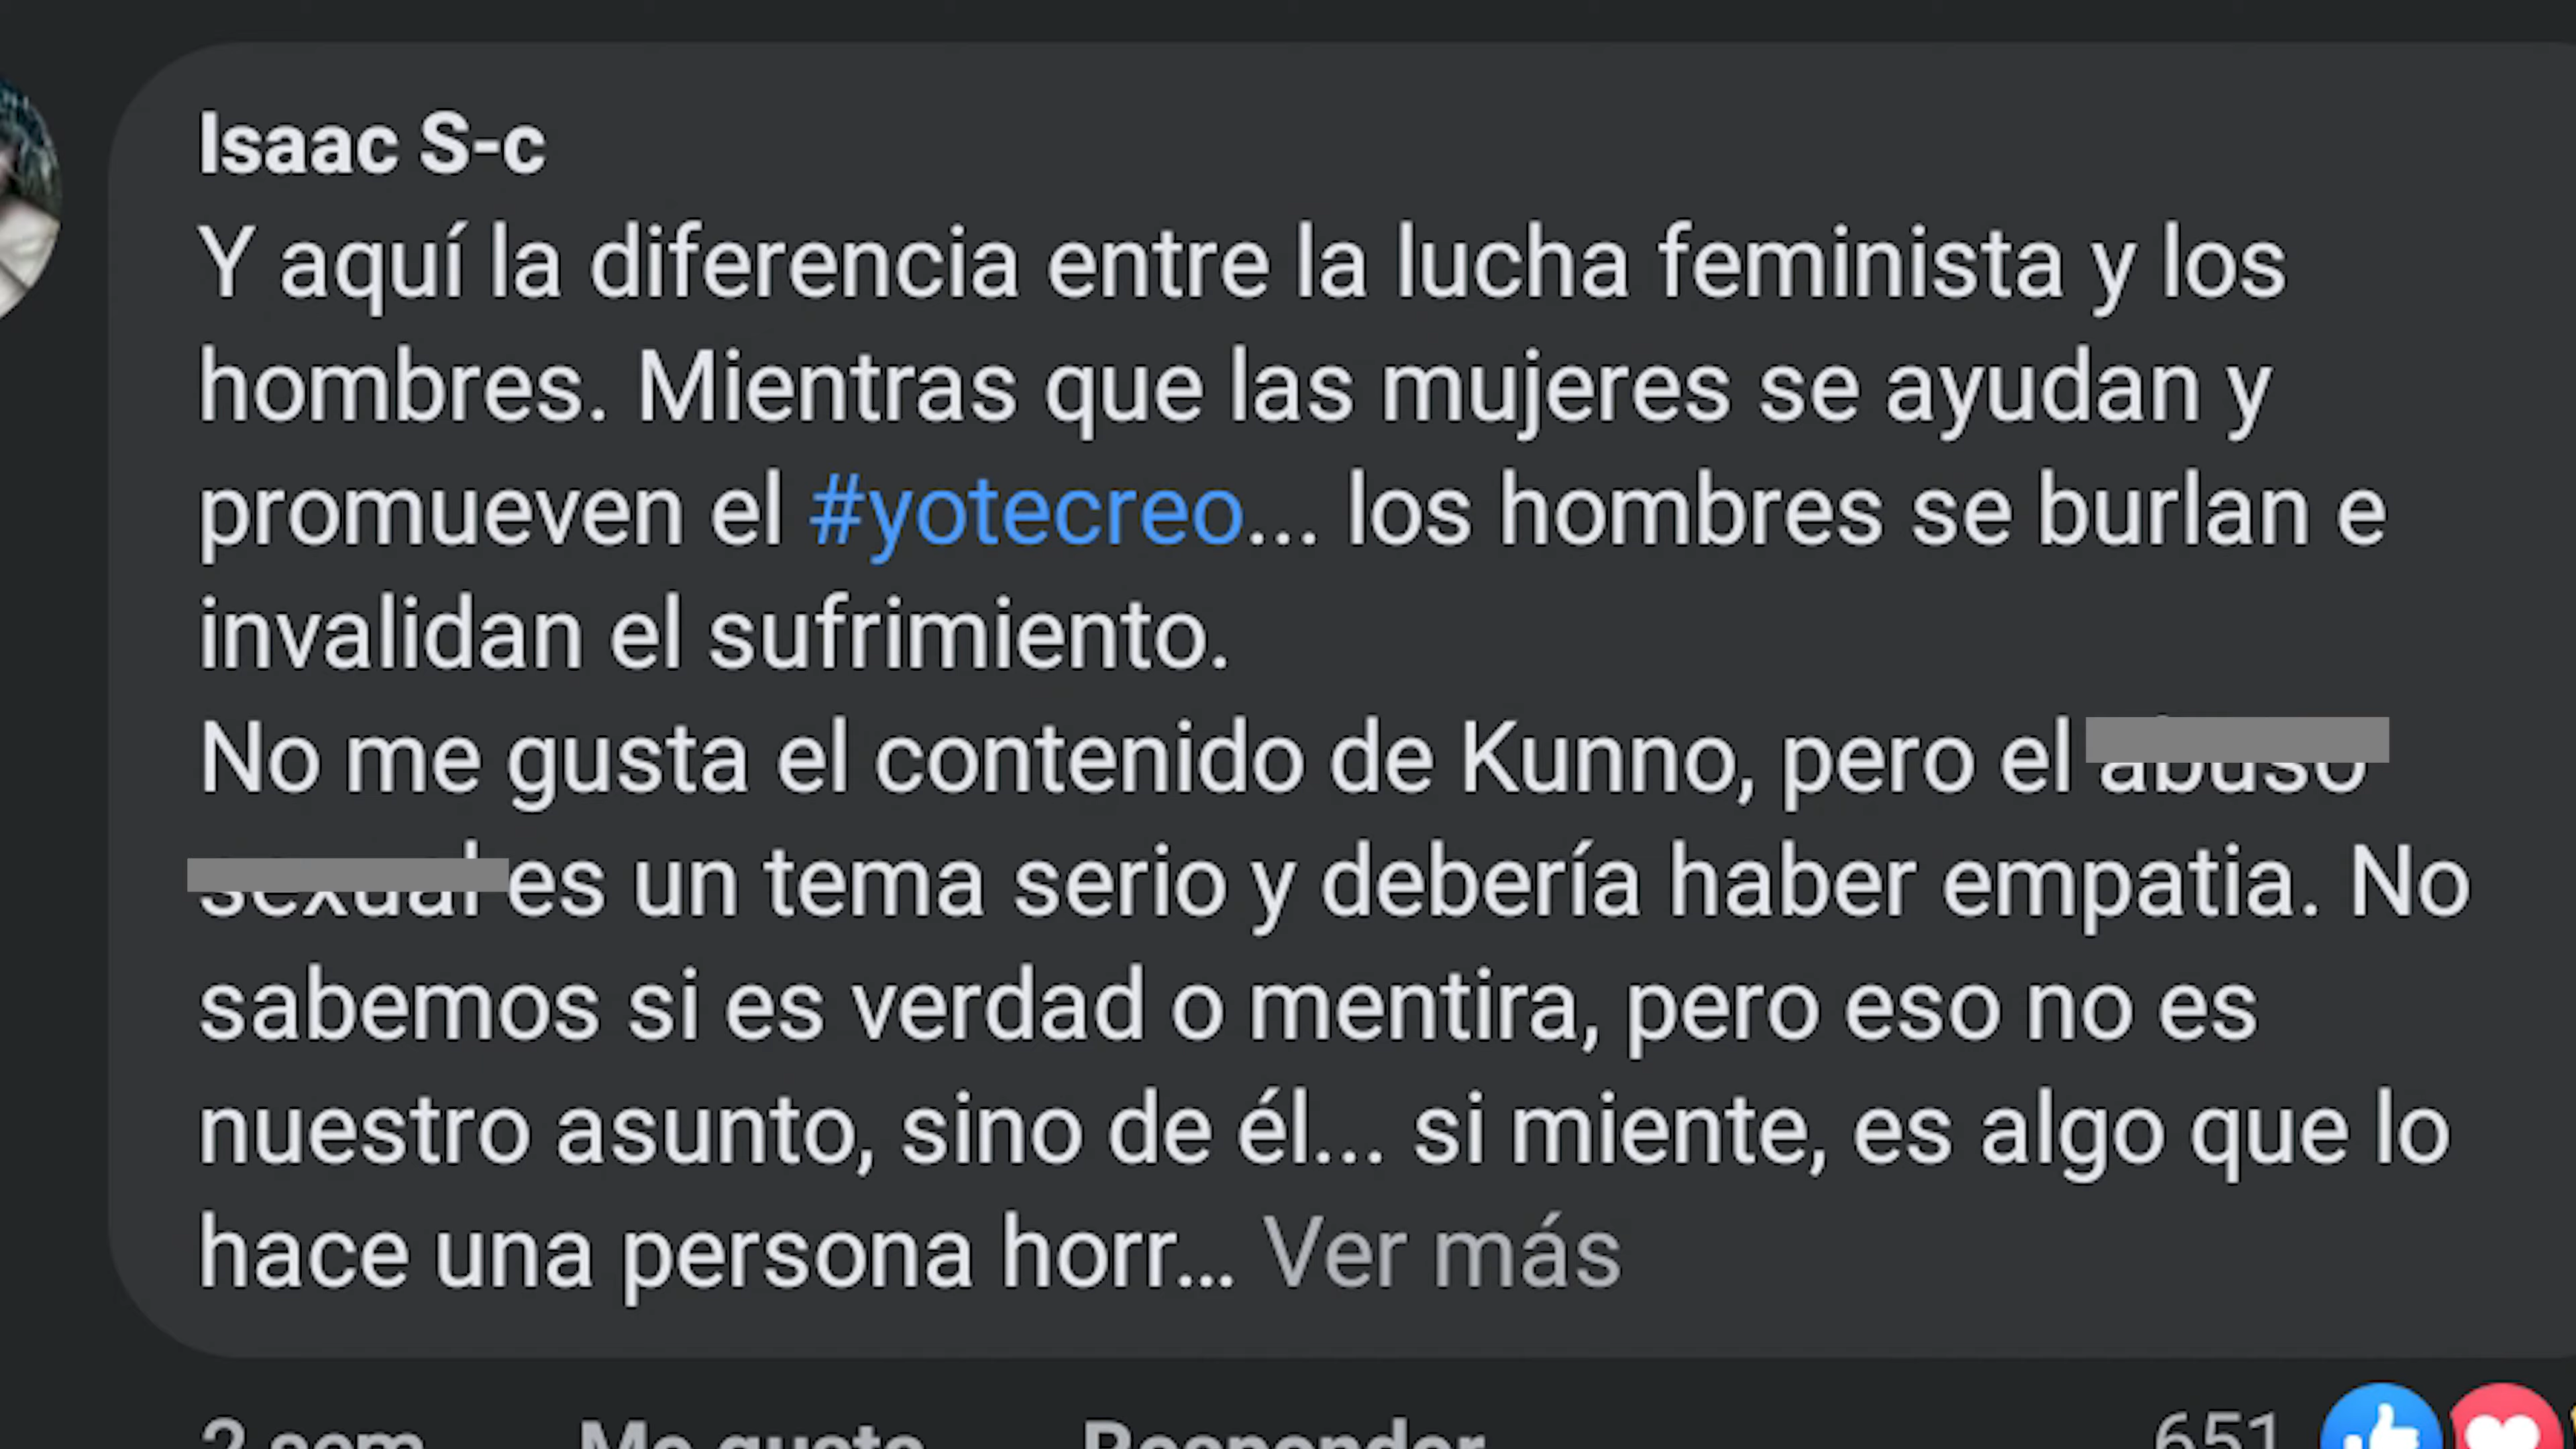 Isaac S-c
Y aquí la diferencia entre la lucha feminista y los
hombres. Mientras que las mujeres se ayudan y
promueven el #yotecreo... los hombres se burlan e
invalidan el sufrimiento.
No me gusta el contenido de Kunno, pero el abuso
sexual es un tema serio y debería haber empatia. No
sabemos si es verdad o mentira, pero eso no es
nuestro asunto, sino de él... si miente, es algo que lo
hace una persona horr... Ver más
2 sem Me gusta Responder 651